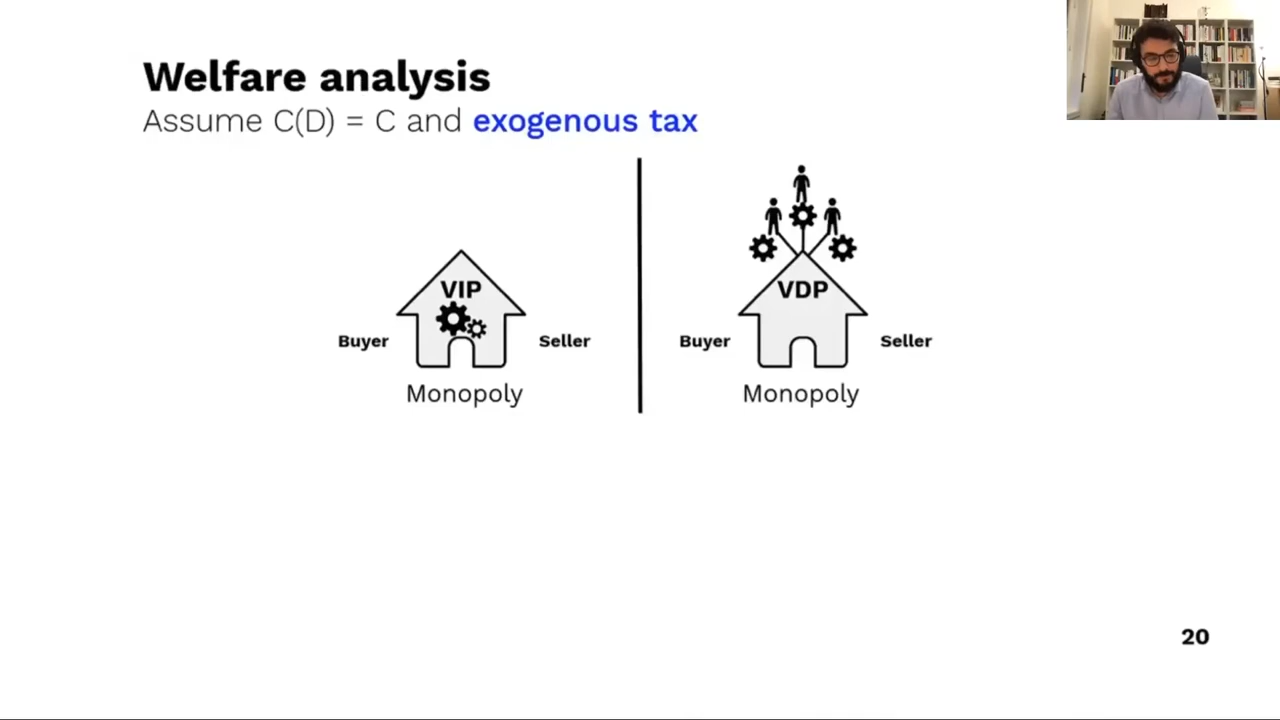 Welfare analysis
Assume C(D) = C and exogenous tax
VIP
Buyer
Seller
Monopoly
VDP
Buyer
Seller
Monopoly
20